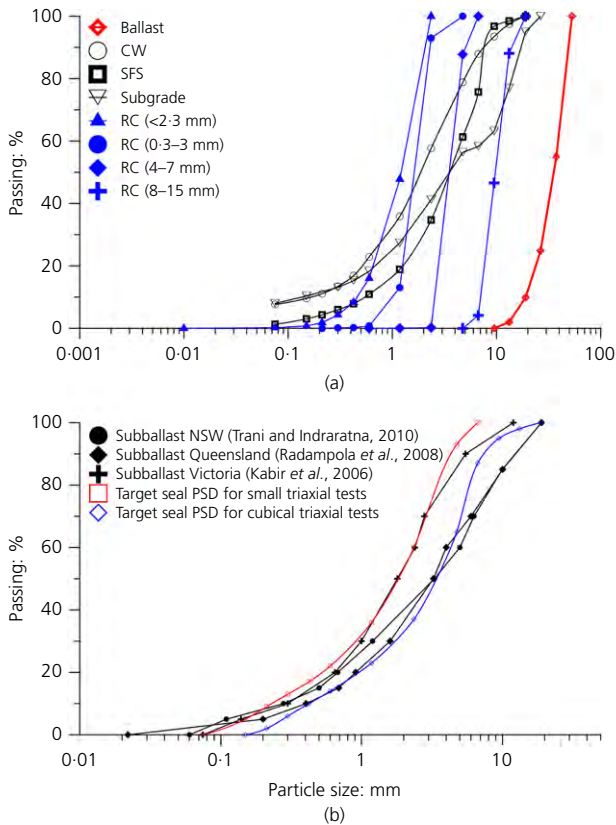 100
80
60
40
20
0
Passing: %
Ballast
CW
SFS
Subgrade
RC (<2·3 mm)
RC (0·3–3 mm)
RC (4–7 mm)
RC (8–15 mm)
0·001 0·01 0·1 1 10 100
(a)
100
80
60
40
20
0
Passing: %
Subballast NSW (Trani and Indraratna, 2010)
Subballast Queensland (Radampola et al., 2008)
Subballast Victoria (Kabir et al., 2006)
Target seal PSD for small triaxial tests
Target seal PSD for cubical triaxial tests
0·01 0·1 1 10
Particle size: mm
(b)